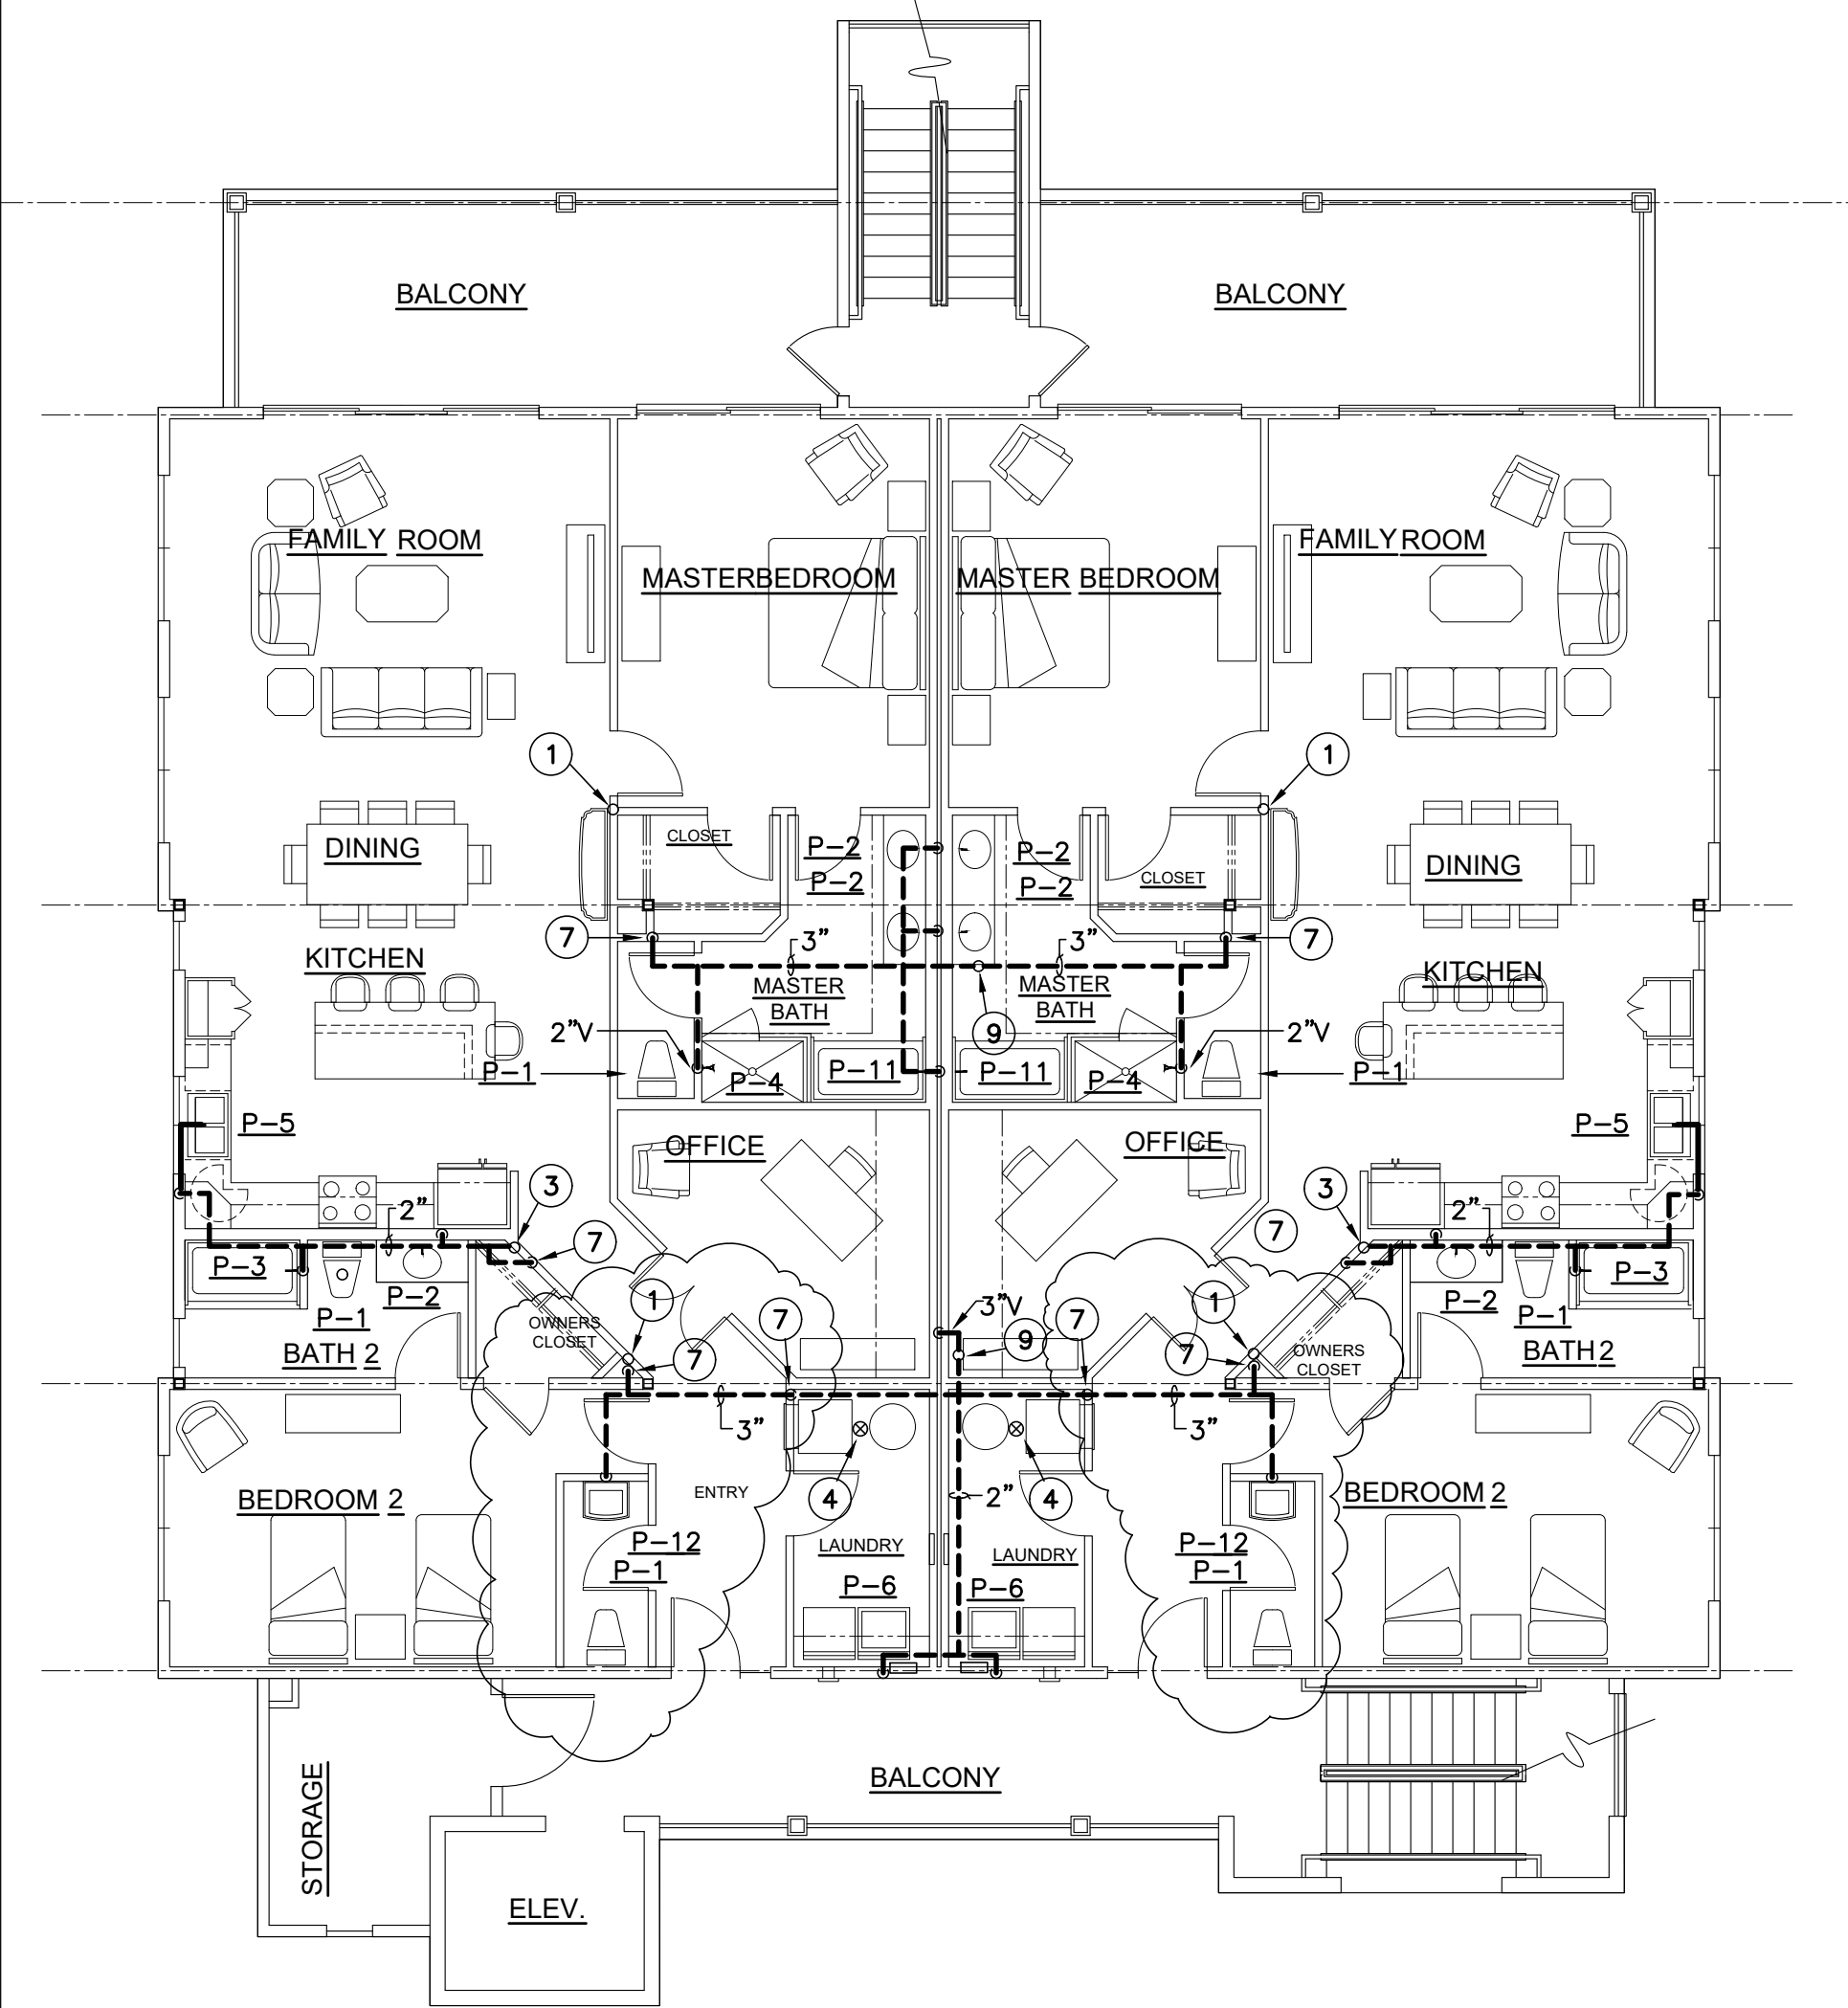 BALCONY
BALCONY
FAMILY ROOM
MASTERBEDROOM
MASTER BEDROOM
FAMILY ROOM
1
1
CLOSET
P-2
P-2
DINING
DINING
P-2
P-2
CLOSET
7
3"
3"
7
KITCHEN
KITCHEN
MASTER
BATH
MASTER
BATH
2"V
9
2"V
P-1
P-4
P-11
P-11
P-4
P-1
P-5
OFFICE
OFFICE
P-5
3
3
2"
2"
7
7
P-3
P-2
P-1
P-3
P-2
P-1
1
7
3"V
7
1
OWNERS
CLOSET
9
OWNERS
CLOSET
BATH 2
7
7
BATH 2
3"
3"
BEDROOM 2
ENTRY
4
2"
4
BEDROOM 2
P-12
P-1
LAUNDRY
LAUNDRY
P-12
P-1
P-6
P-6
BALCONY
STORAGE
ELEV.